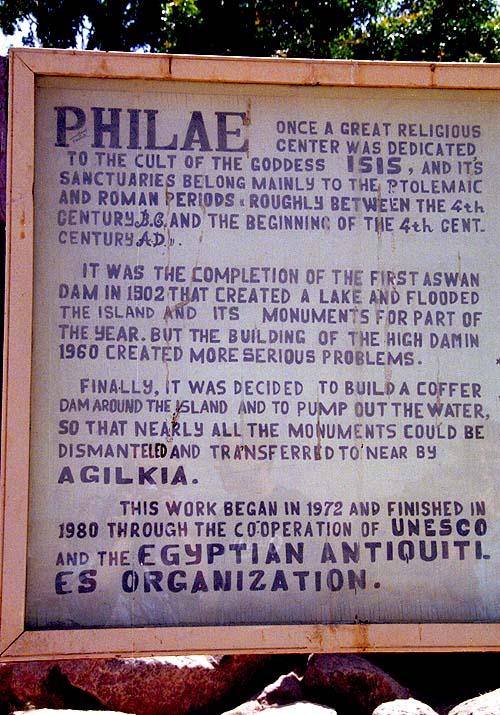 PHILAE ONCE A GREAT RELIGIOUS
CENTER WAS DEDICATED,
TO THE CULT OF THE GODDESS ISIS, AND ITS
SANCTUARIES BELONG MAINLY TO THE PTOLEMAIC
AND ROMAN PERIODS "ROUGHLY BETWEEN THE 4th
CENTURY B.C. AND THE BEGINNING OF THE 4th CENT.
CENTURY A.D".
IT WAS THE COMPLETION OF THE FIRST ASWAN
DAM IN 1902 THAT CREATED A LAKE AND FLOODED
THE ISLAND AND ITS MONUMENTS FOR PART OF
THE YEAR. BUT THE BUILDING OF THE HIGH DAM IN
1960 CREATED MORE SERIOUS PROBLEMS.
FINALLY, IT WAS DECIDED TO BUILD A COFFER
DAM AROUND THE ISLAND AND TO PUMP OUT THE WATER,
SO THAT NEARLY ALL THE MONUMENTS COULD BE
DISMANTELED AND TRANSFERRED TO NEAR BY
AGILKIA.
THIS WORK BEGAN IN 1972 AND FINISHED IN
1980 THROUGH THE CO-OPERATION OF UNESCO
AND THE EGYPTIAN ANTIQUITI-
ES ORGANIZATION.